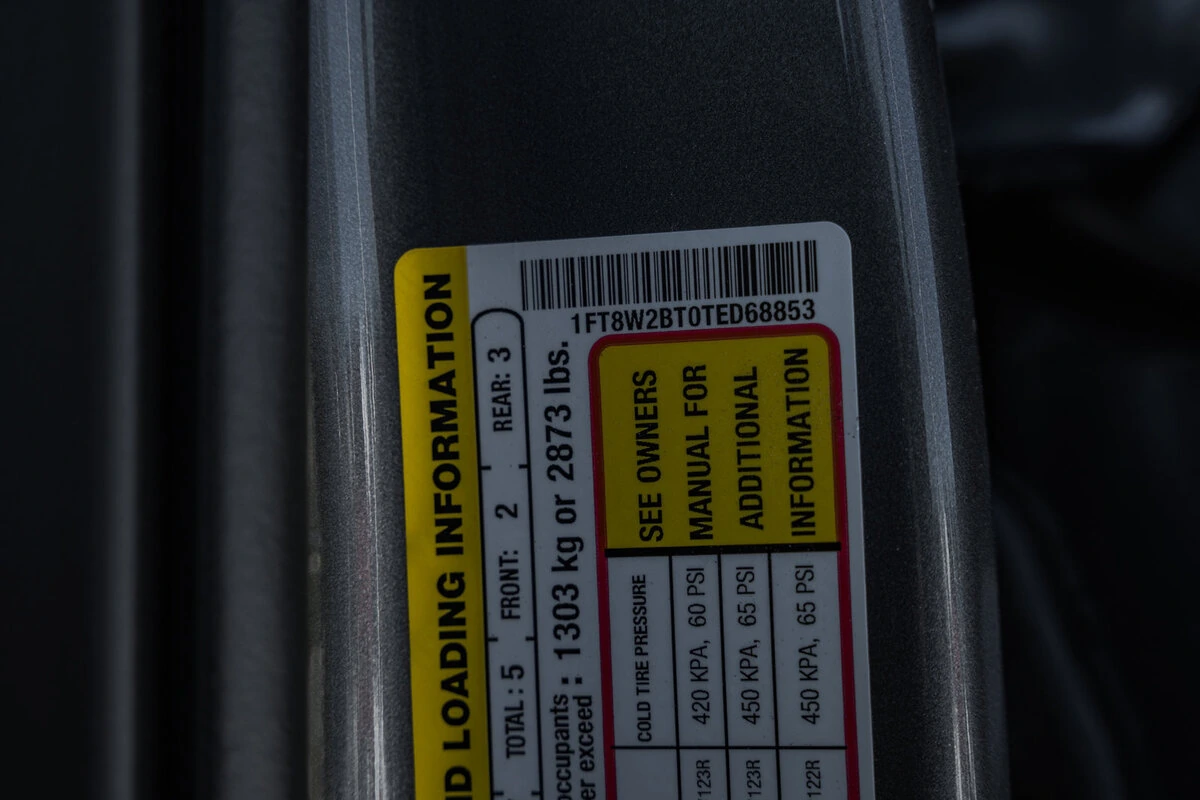 1FT8W2BT0TED68853
ND LOADING INFORMATION
TOTAL : 5 FRONT: 2 REAR: 3
occupants : 1303 kg or 2873 lbs.
er exceed :
SEE OWNERS
MANUAL FOR
ADDITIONAL
INFORMATION
COLD TIRE PRESSURE
123R 420 KPA, 60 PSI
123R 450 KPA, 65 PSI
122R 450 KPA, 65 PSI